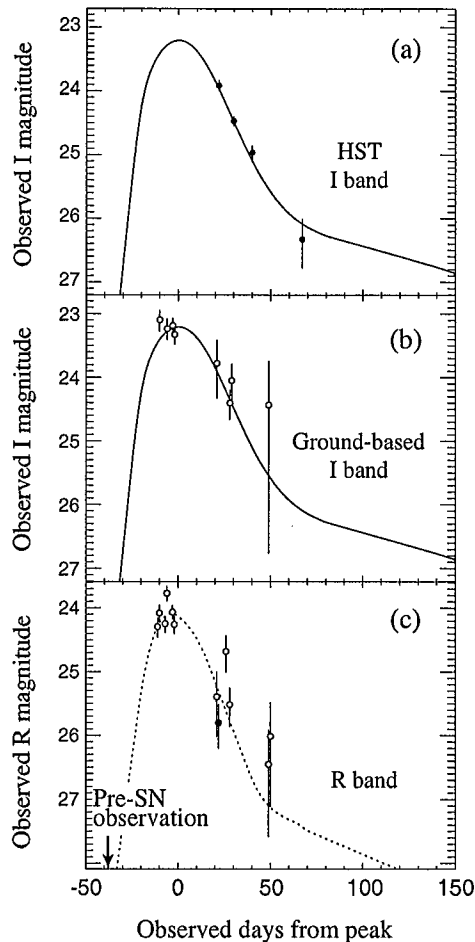 23
24
25
26
27
Observed I magnitude
(a)
HST
I band
23
24
25
26
27
Observed I magnitude
(b)
Ground-based
I band
24
25
26
27
Observed R magnitude
(c)
R band
Pre-SN
observation
-50 0 50 100 150
Observed days from peak